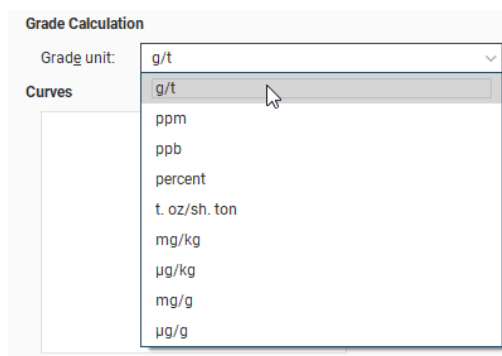 Grade Calculation
Grade unit: g/t
Curves
g/t
ppm
ppb
percent
t. oz/sh. ton
mg/kg
µg/kg
mg/g
µg/g